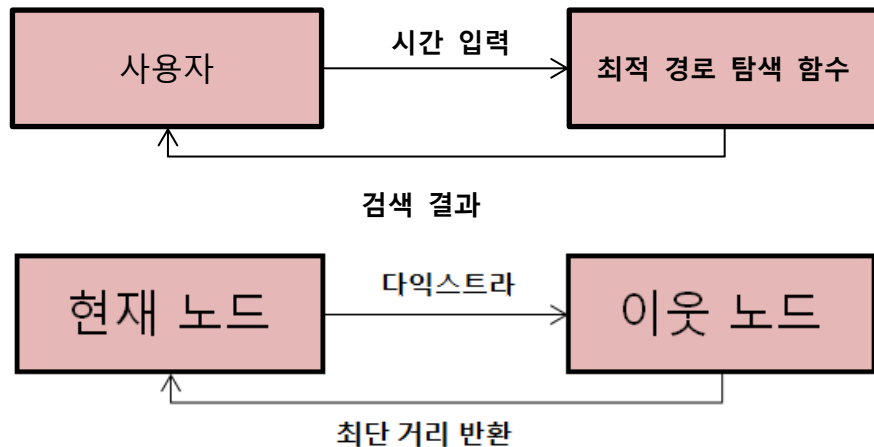 시간 입력
사용자
최적 경로 탐색 함수
검색 결과
다익스트라
현재 노드
이웃 노드
최단 거리 반환